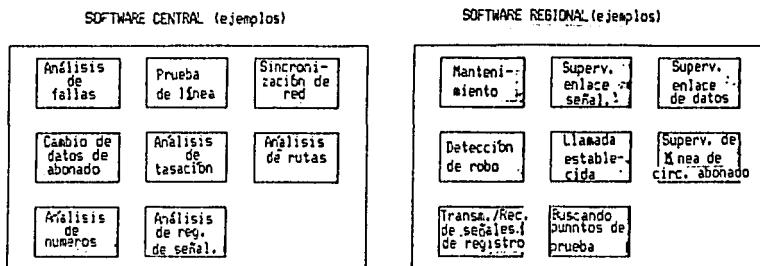 SOFTWARE CENTRAL (ejemplos)
Análisis
de
fallas
Prueba
de línea
Sincroni-
zación de
red
Cambio de
datos de
abonado
Análisis
de
tasación
Análisis
de rutas
Análisis
de
numeros
Análisis
de reg.
de señal.
SOFTWARE REGIONAL (ejemplos)
Manteni-
miento
Superv.
enlace
señal.
Superv.
enlace
de datos
Detección
de robo
Llamada
estable-
cida
Superv. de
línea de
circ. abonado
Transm./Rec.
de señales
de registro
Buscando
punntos de
prueba